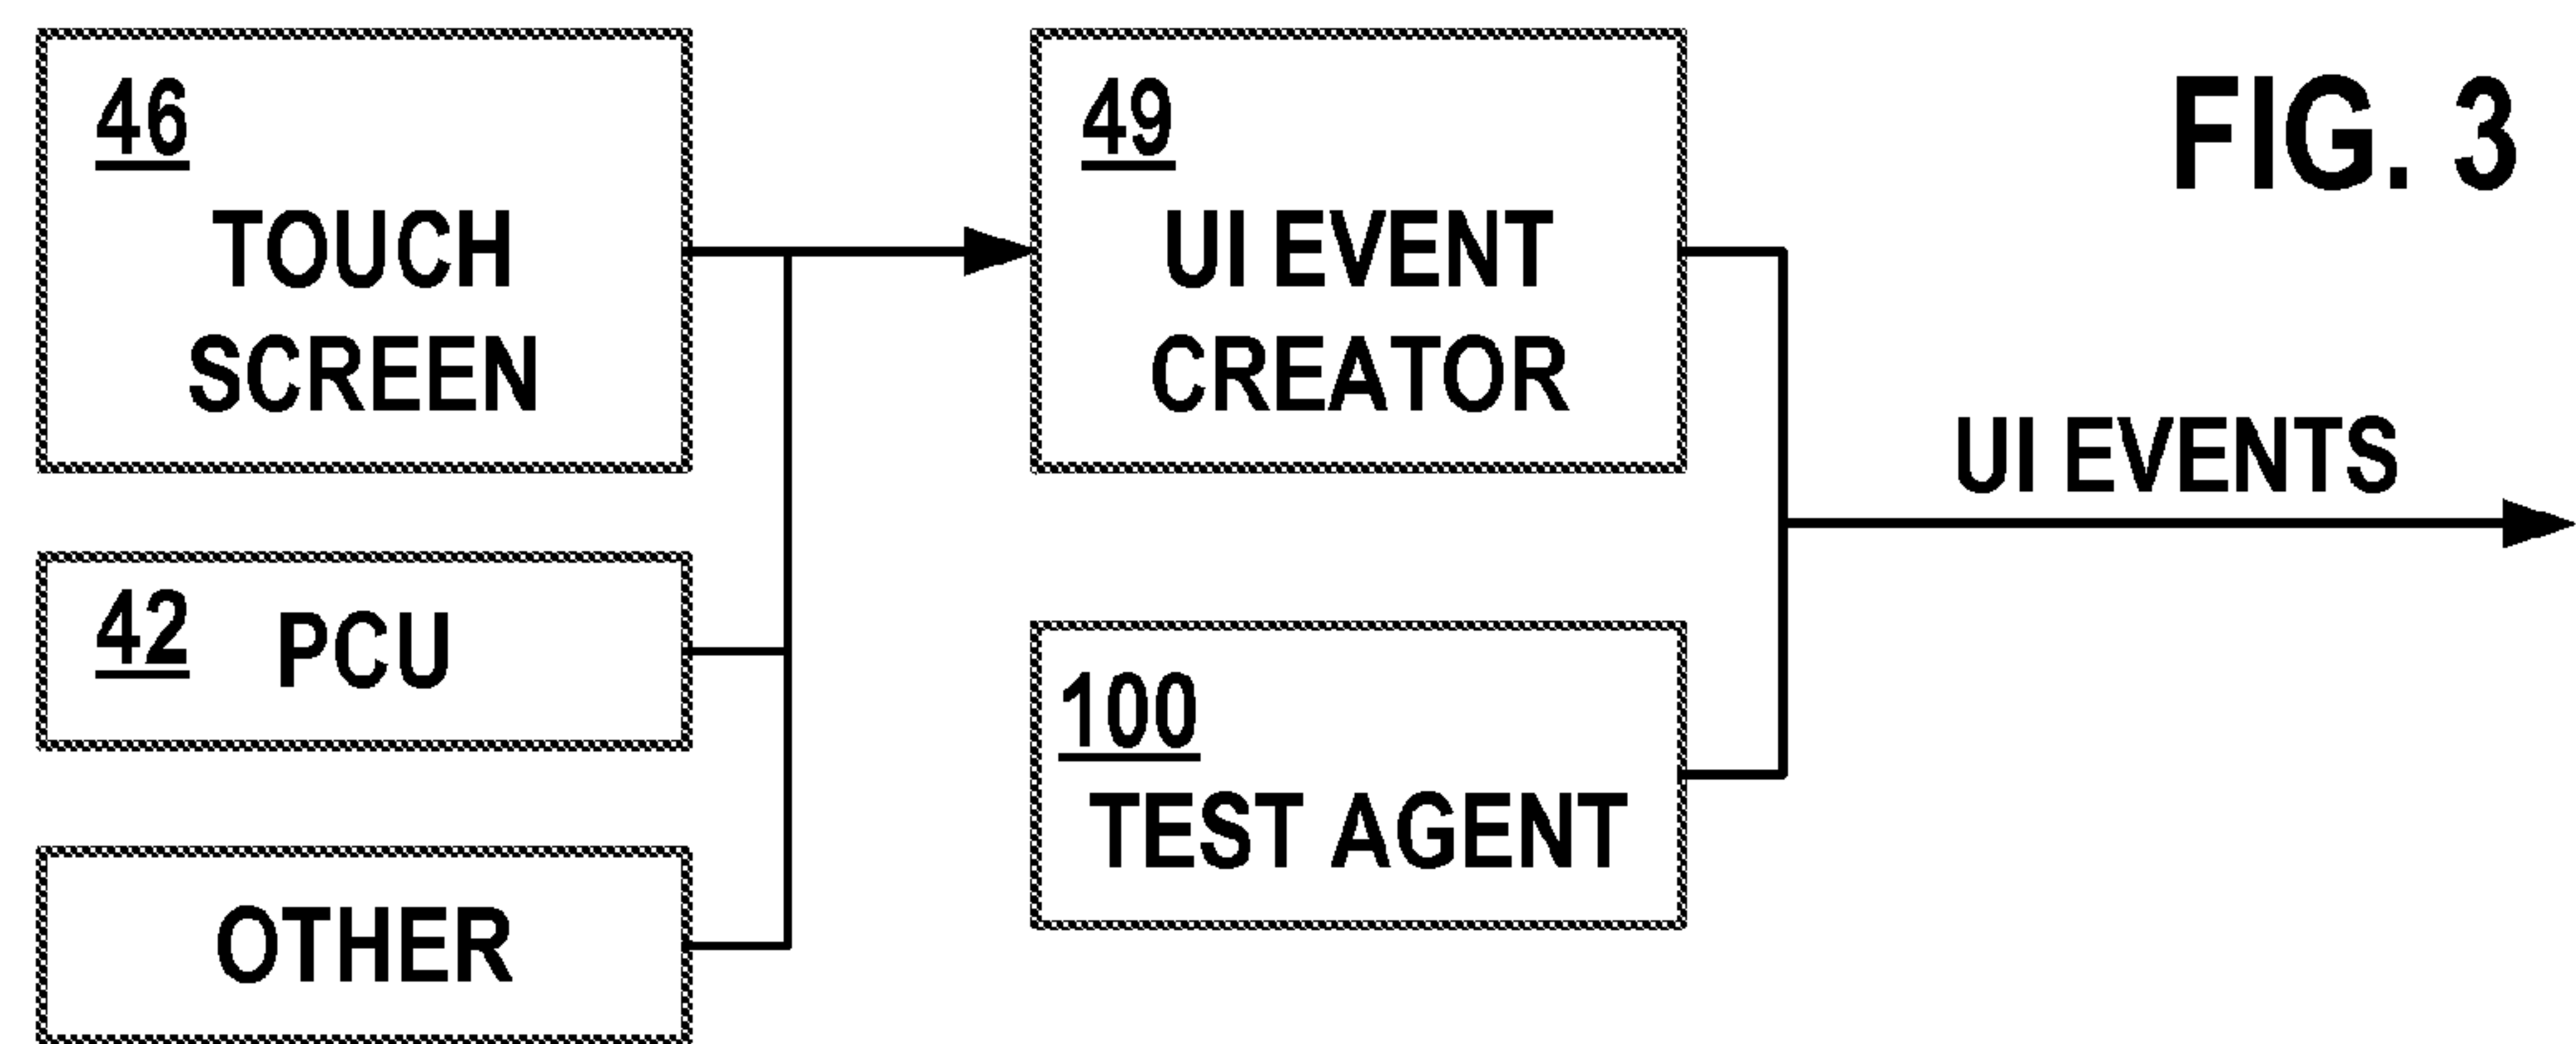 FIG. 3
46
TOUCH
SCREEN
42 PCU
OTHER
49
UI EVENT
CREATOR
100
TEST AGENT
UI EVENTS